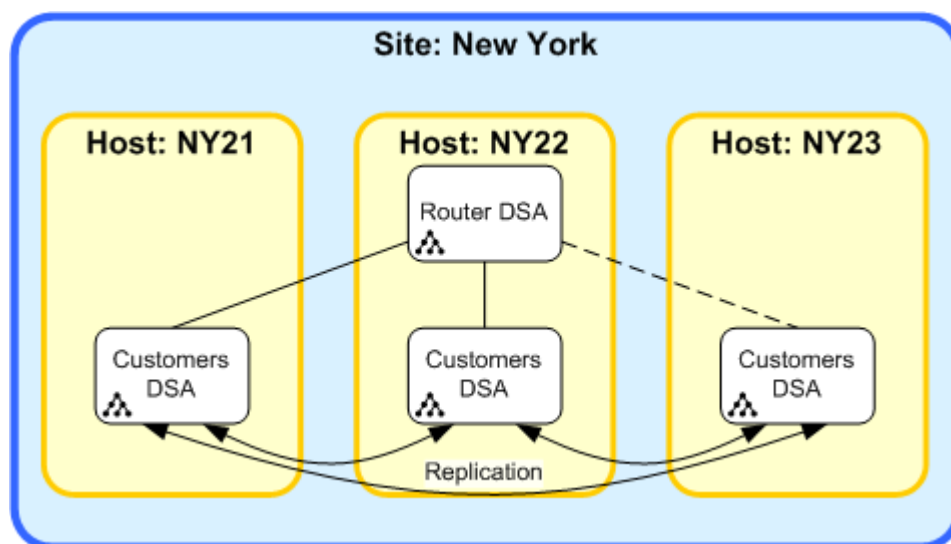 Site: New York
Host: NY21
Host: NY22
Host: NY23
Router DSA
Customers
DSA
Customers
DSA
Customers
DSA
Replication